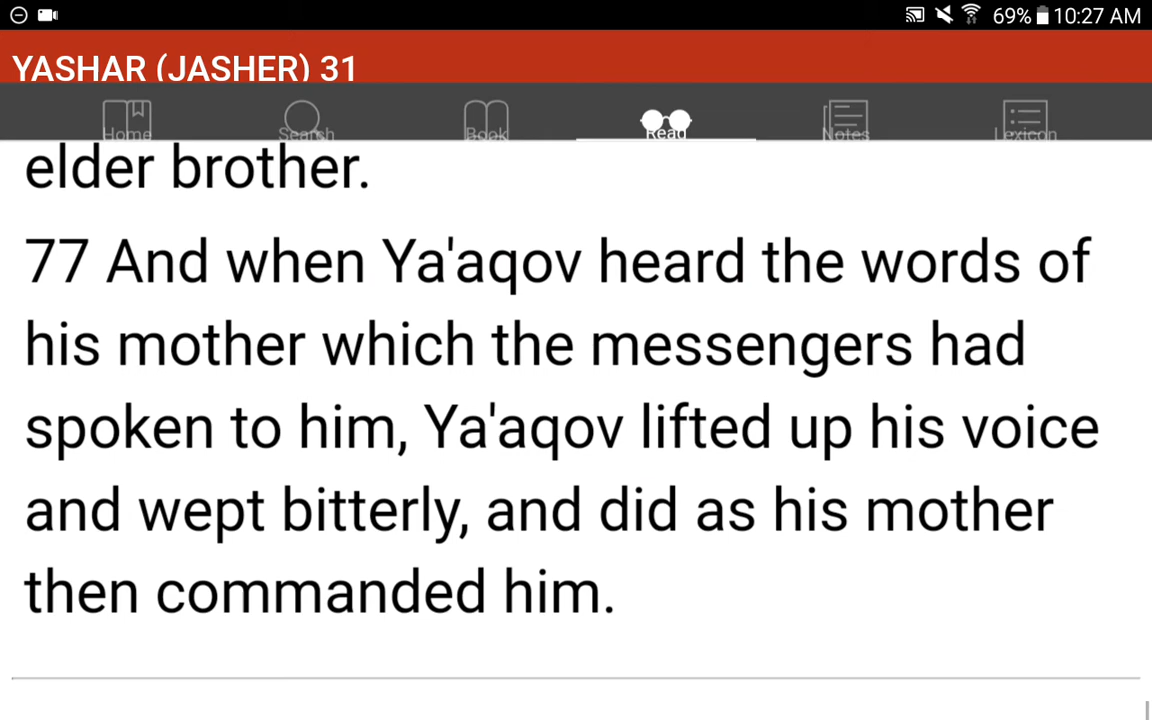 69% 10:27 AM
YASHAR (JASHER) 31
Home Search Book Read Notes Lexicon
elder brother.
77 And when Ya'aqov heard the words of
his mother which the messengers had
spoken to him, Ya'aqov lifted up his voice
and wept bitterly, and did as his mother
then commanded him.